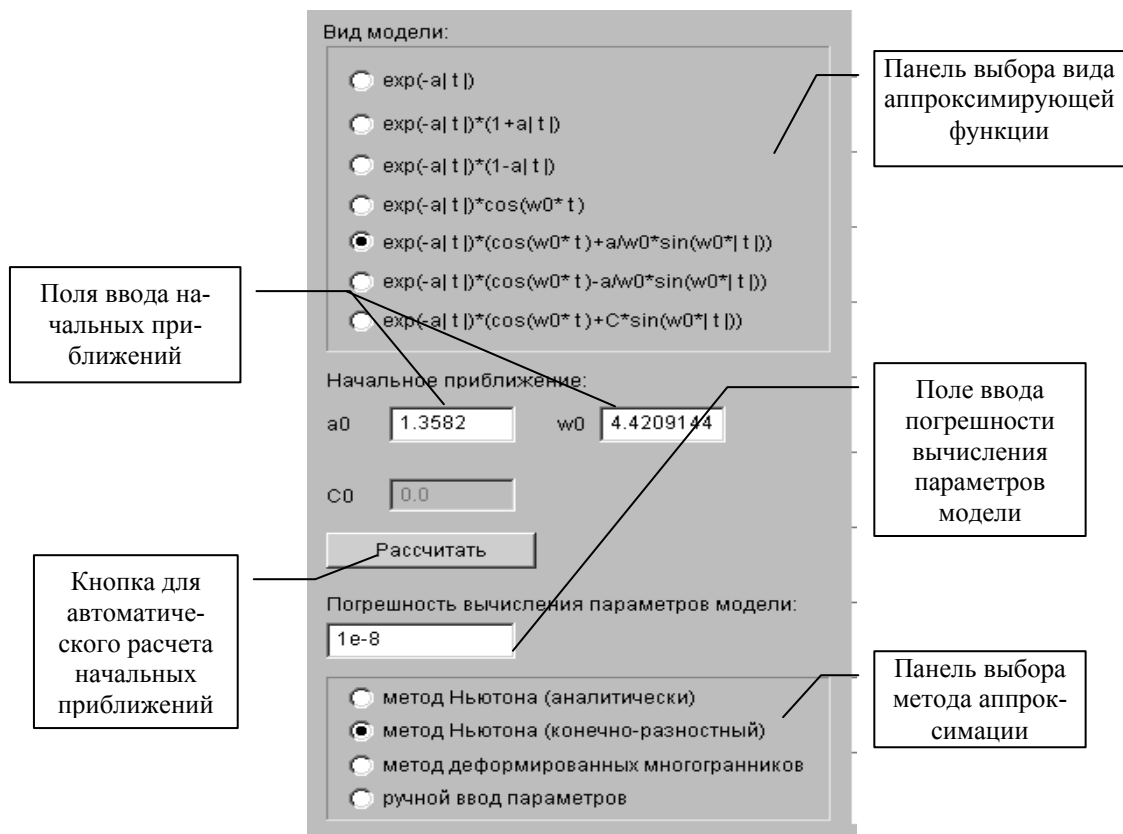 Вид модели:
exp(-a| t |)
exp(-a| t |)*(1+a| t |)
exp(-a| t |)*(1-a| t |)
exp(-a| t |)*cos(w0* t )
exp(-a| t |)*(cos(w0* t )+a/w0*sin(w0*| t |))
exp(-a| t |)*(cos(w0* t )-a/w0*sin(w0*| t |))
exp(-a| t |)*(cos(w0* t )+C*sin(w0*| t |))
Панель выбора вида
аппроксимирующей
функции
Поля ввода на-
чальных при-
ближений
Начальное приближение:
a0 1.3582 w0 4.4209144
C0 0.0
Рассчитать
Поле ввода
погрешности
вычисления
параметров
модели
Кнопка для
автоматиче-
ского расчета
начальных
приближений
Погрешность вычисления параметров модели:
1e-8
метод Ньютона (аналитически)
метод Ньютона (конечно-разностный)
метод деформированных многогранников
ручной ввод параметров
Панель выбора
метода аппрок-
симации